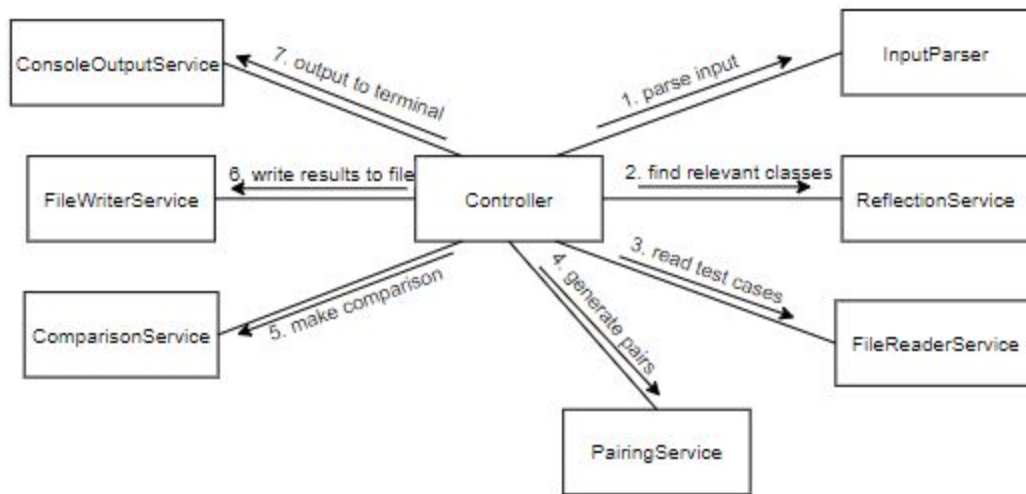 ConsoleOutputService
7. output to terminal
1. parse input
InputParser
FileWriterService
6. write results to file
Controller
2. find relevant classes
ReflectionService
3. read test cases
4. generate pairs
5. make comparison
ComparisonService
FileReaderService
PairingService